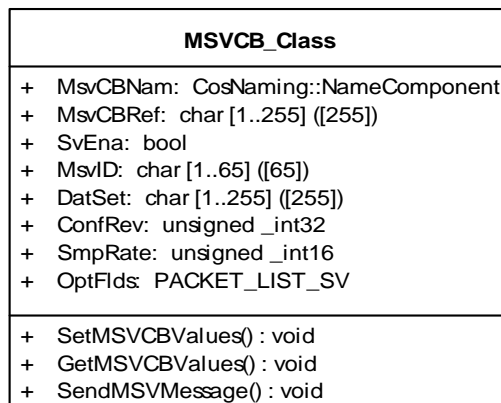 MSVCB_Class
+ MsvCBNam: CosNaming::NameComponent
+ MsvCBRef: char [1..255] ([255])
+ SvEna: bool
+ MsvID: char [1..65] ([65])
+ DatSet: char [1..255] ([255])
+ ConfRev: unsigned _int32
+ SmpRate: unsigned _int16
+ OptFlds: PACKET_LIST_SV
+ SetMSVCBValues() : void
+ GetMSVCBValues() : void
+ SendMSVMessage() : void